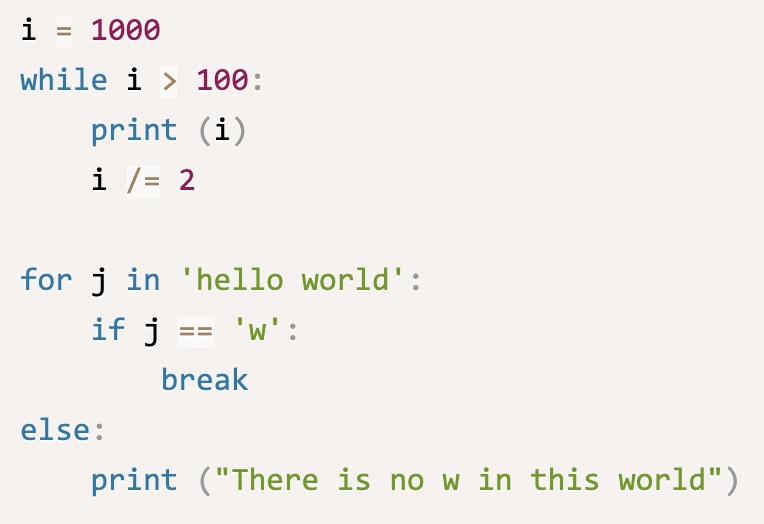 i = 1000
while i > 100:
    print (i)
    i /= 2

for j in 'hello world':
    if j == 'w':
        break
else:
    print ("There is no w in this world")